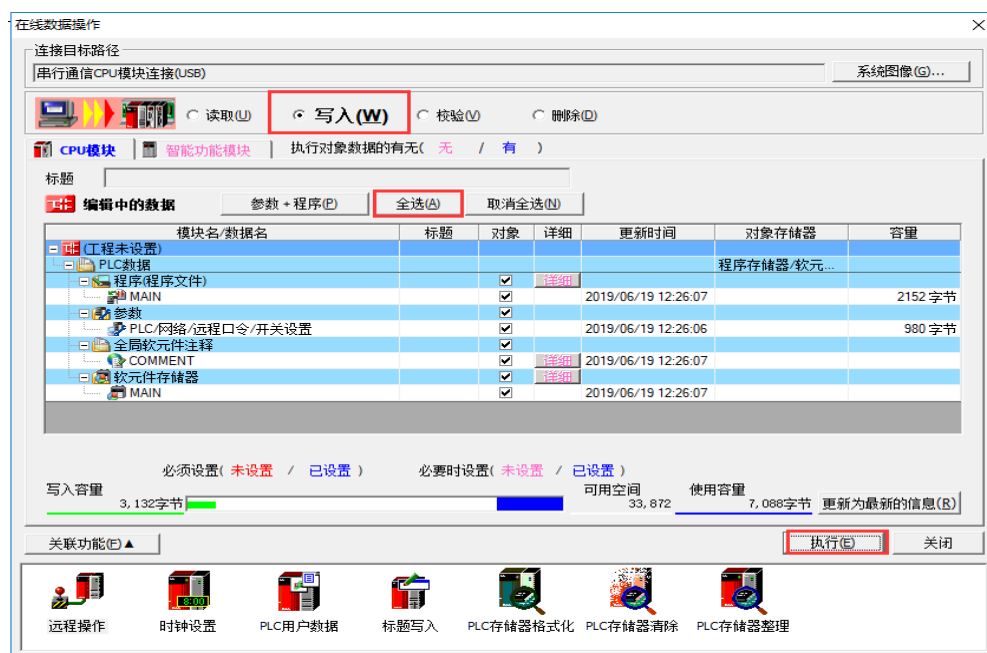 在线数据操作
连接目标路径
串行通信CPU模块连接(USB)
系统图像(G)...
读取(U) 写入(W) 校验(V) 删除(D)
CPU模块 智能功能模块 执行对象数据的有无( 无 / 有 )
标题
编辑中的数据 参数+程序(P) 全选(A) 取消全选(N)
模块名/数据名 标题 对象 详细 更新时间 对象存储器 容量
(工程未设置)
PLC数据 程序存储器/软元...
程序(程序文件) 详细
MAIN 2019/06/19 12:26:07 2152 字节
参数
PLC/网络/远程口令/开关设置 2019/06/19 12:26:06 980 字节
全局软元件注释
COMMENT 详细 2019/06/19 12:26:07
软元件存储器 详细
MAIN 2019/06/19 12:26:07
必须设置( 未设置 / 已设置 ) 必要时设置( 未设置 / 已设置 )
写入容量 可用空间 使用容量
3,132字节 33,872 7,088字节 更新为最新的信息(R)
关联功能(F)▲ 执行(E) 关闭
8:00
远程操作 时钟设置 PLC用户数据 标题写入 PLC存储器格式化 PLC存储器清除 PLC存储器整理